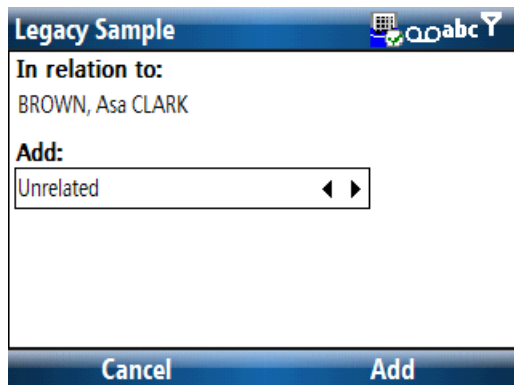 Legacy Sample abc
In relation to:
BROWN, Asa CLARK
Add:
Unrelated
Cancel Add